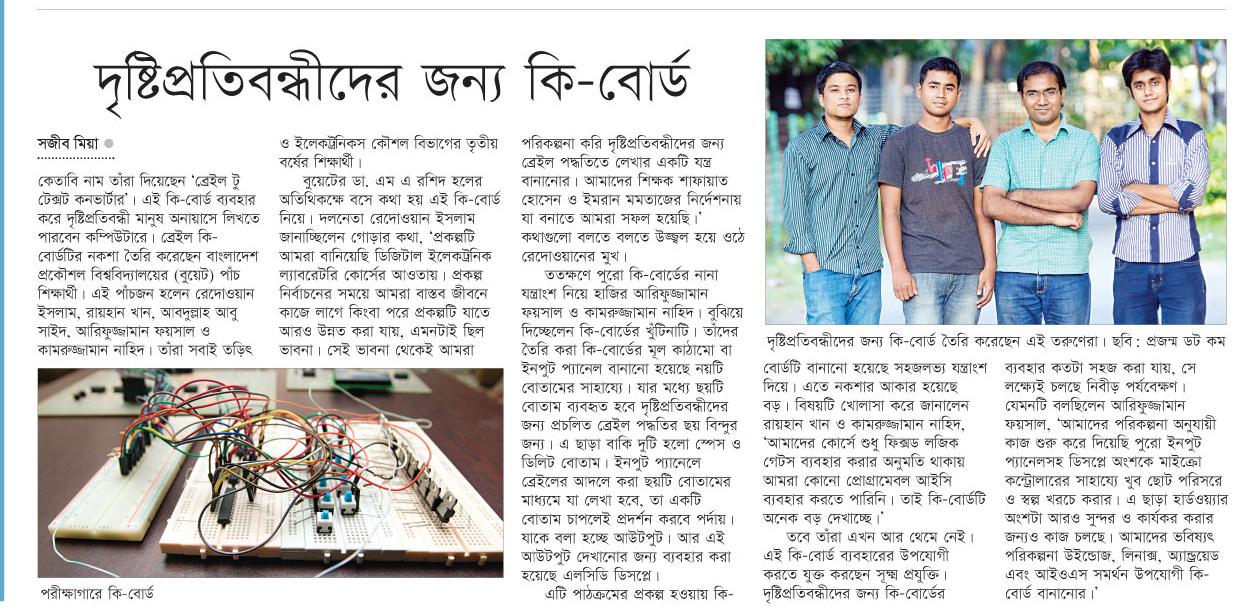 দৃষ্টিপ্রতিবন্ধীদের জন্য কি-বোর্ড
সজীব মিয়া
কেতাবি নাম তাঁরা দিয়েছেন ‘ব্রেইল টু
টেক্সট কনভার্টার’। এই কি-বোর্ড ব্যবহার
করে দৃষ্টিপ্রতিবন্ধী মানুষ অনায়াসে লিখতে
পারবেন কম্পিউটারে। ব্রেইল কি-
বোর্ডটির নকশা তৈরি করেছেন বাংলাদেশ
প্রকৌশল বিশ্ববিদ্যালয়ের (বুয়েট) পাঁচ
শিক্ষার্থী। এই পাঁচজন হলেন রেদোওয়ান
ইসলাম, রায়হান খান, আবদুল্লাহ আবু
সাইদ, আরিফুজ্জামান ফয়সাল ও
কামরুজ্জামান নাহিদ। তাঁরা সবাই তড়িৎ
ও ইলেকট্রনিকস কৌশল বিভাগের তৃতীয়
বর্ষের শিক্ষার্থী।
বুয়েটের ডা. এম এ রশিদ হলের
অতিথিকক্ষে বসে কথা হয় এই কি-বোর্ড
নিয়ে। দলনেতা রেদোওয়ান ইসলাম
জানাচ্ছিলেন গোড়ার কথা, ‘প্রকল্পটি
আমরা বানিয়েছি ডিজিটাল ইলেকট্রনিক
ল্যাবরেটরি কোর্সের আওতায়। প্রকল্প
নির্বাচনের সময়ে আমরা বাস্তব জীবনে
কাজে লাগে কিংবা পরে প্রকল্পটি যাতে
আরও উন্নত করা যায়, এমনটাই ছিল
ভাবনা। সেই ভাবনা থেকেই আমরা
পরিকল্পনা করি দৃষ্টিপ্রতিবন্ধীদের জন্য
ব্রেইল পদ্ধতিতে লেখার একটি যন্ত্র
বানানোর। আমাদের শিক্ষক শাফায়াত
হোসেন ও ইমরান মমতাজের নির্দেশনায়
যা বনাতে আমরা সফল হয়েছি।’
কথাগুলো বলতে বলতে উজ্জ্বল হয়ে ওঠে
রেদোওয়ানের মুখ।
ততক্ষণে পুরো কি-বোর্ডের নানা
যন্ত্রাংশ নিয়ে হাজির আরিফুজ্জামান
ফয়সাল ও কামরুজ্জামান নাহিদ। বুঝিয়ে
দিচ্ছিলেন কি-বোর্ডের খুঁটিনাটি। তাঁদের
তৈরি করা কি-বোর্ডের মূল কাঠামো বা
ইনপুট প্যানেল বানানো হয়েছে নয়টি
বোতামের সাহায্যে। যার মধ্যে ছয়টি
বোতাম ব্যবহৃত হবে দৃষ্টিপ্রতিবন্ধীদের
জন্য প্রচলিত ব্রেইল পদ্ধতির ছয় বিন্দুর
জন্য। এ ছাড়া বাকি দুটি হলো স্পেস ও
ডিলিট বোতাম। ইনপুট প্যানেলে
ব্রেইলের আদলে করা ছয়টি বোতামের
মাধ্যমে যা লেখা হবে, তা একটি
বোতাম চাপলেই প্রদর্শন করবে পর্দায়।
যাকে বলা হচ্ছে আউটপুট। আর এই
আউটপুট দেখানোর জন্য ব্যবহার করা
হয়েছে এলসিডি ডিসপ্লে।
এটি পাঠক্রমের প্রকল্প হওয়ায় কি-
পরীক্ষাগারে কি-বোর্ড
দৃষ্টিপ্রতিবন্ধীদের জন্য কি-বোর্ড তৈরি করেছেন এই তরুণেরা। ছবি: প্রজন্ম ডট কম
বোর্ডটি বানানো হয়েছে সহজলভ্য যন্ত্রাংশ
দিয়ে। এতে নকশার আকার হয়েছে
বড়। বিষয়টি খোলাসা করে জানালেন
রায়হান খান ও কামরুজ্জামান নাহিদ,
‘আমাদের কোর্সে শুধু ফিক্সড লজিক
গেটস ব্যবহার করার অনুমতি থাকায়
আমরা কোনো প্রোগ্রামেবল আইসি
ব্যবহার করতে পারিনি। তাই কি-বোর্ডটি
অনেক বড় দেখাচ্ছে।’
তবে তাঁরা এখন আর থেমে নেই।
এই কি-বোর্ড ব্যবহারের উপযোগী
করতে যুক্ত করছেন সূক্ষ্ম প্রযুক্তি।
দৃষ্টিপ্রতিবন্ধীদের জন্য কি-বোর্ডের
ব্যবহার কতটা সহজ করা যায়, সে
লক্ষ্যেই চলছে নিবীড় পর্যবেক্ষণ।
যেমনটি বলছিলেন আরিফুজ্জামান
ফয়সাল, ‘আমাদের পরিকল্পনা অনুযায়ী
কাজ শুরু করে দিয়েছি পুরো ইনপুট
প্যানেলসহ ডিসপ্লে অংশকে মাইক্রো
কন্ট্রোলারের সাহায্যে খুব ছোট পরিসরে
ও স্বল্প খরচে করার। এ ছাড়া হার্ডওয়্যার
অংশটা আরও সুন্দর ও কার্যকর করার
জন্যও কাজ চলছে। আমাদের ভবিষ্যৎ
পরিকল্পনা উইন্ডোজ, লিনাক্স, অ্যান্ড্রয়েড
এবং আইওএস সমর্থন উপযোগী কি-
বোর্ড বানানোর।’